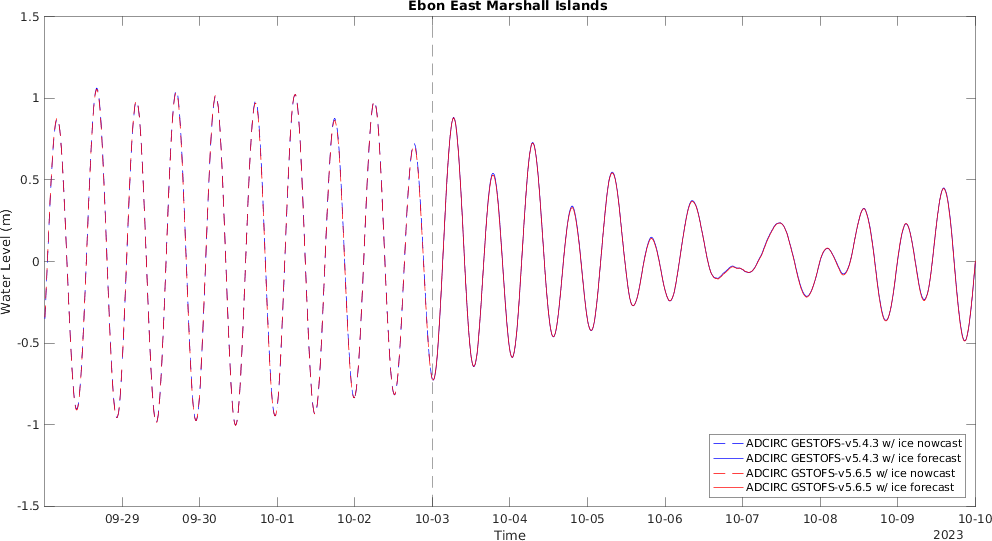 Ebon East Marshall Islands
1.5
1
0.5
0
-0.5
-1
-1.5
Water Level (m)
ADCIRC GESTOFS-v5.4.3 w/ ice nowcast
ADCIRC GESTOFS-v5.4.3 w/ ice forecast
ADCIRC GSTOFS-v5.6.5 w/ ice nowcast
ADCIRC GSTOFS-v5.6.5 w/ ice forecast
09-29 09-30 10-01 10-02 10-03 10-04 10-05 10-06 10-07 10-08 10-09 10-10
Time
2023